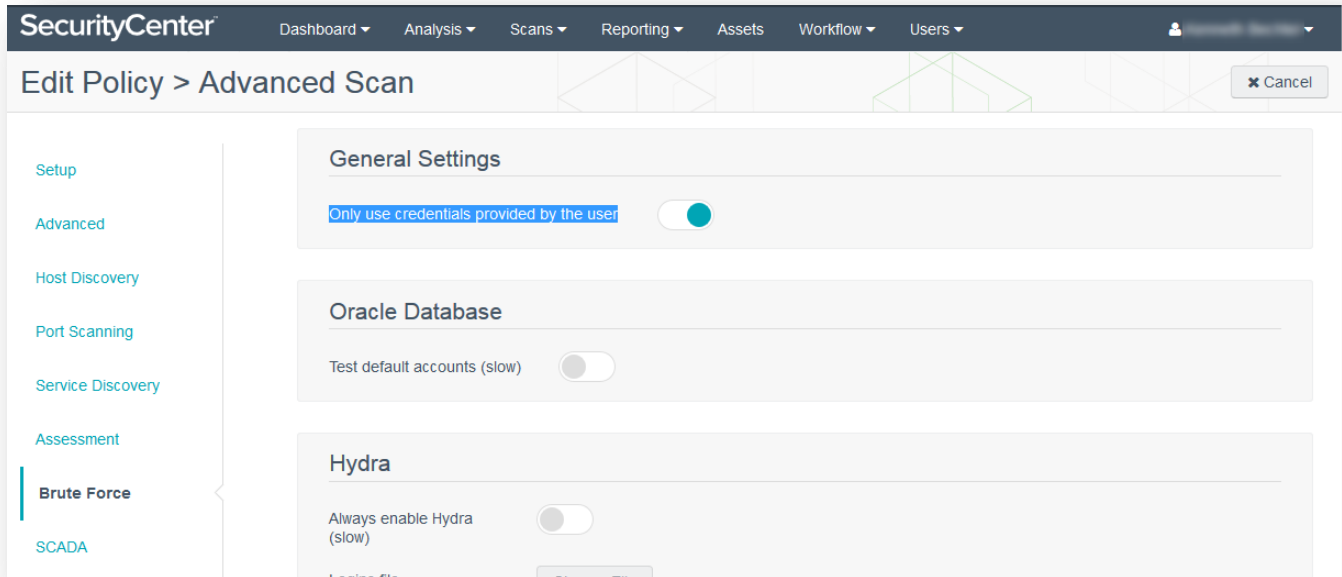 SecurityCenter™
Dashboard Analysis Scans Reporting Assets Workflow Users
Edit Policy > Advanced Scan
Cancel
Setup
Advanced
Host Discovery
Port Scanning
Service Discovery
Assessment
Brute Force
SCADA
General Settings
Only use credentials provided by the user
Oracle Database
Test default accounts (slow)
Hydra
Always enable Hydra
(slow)